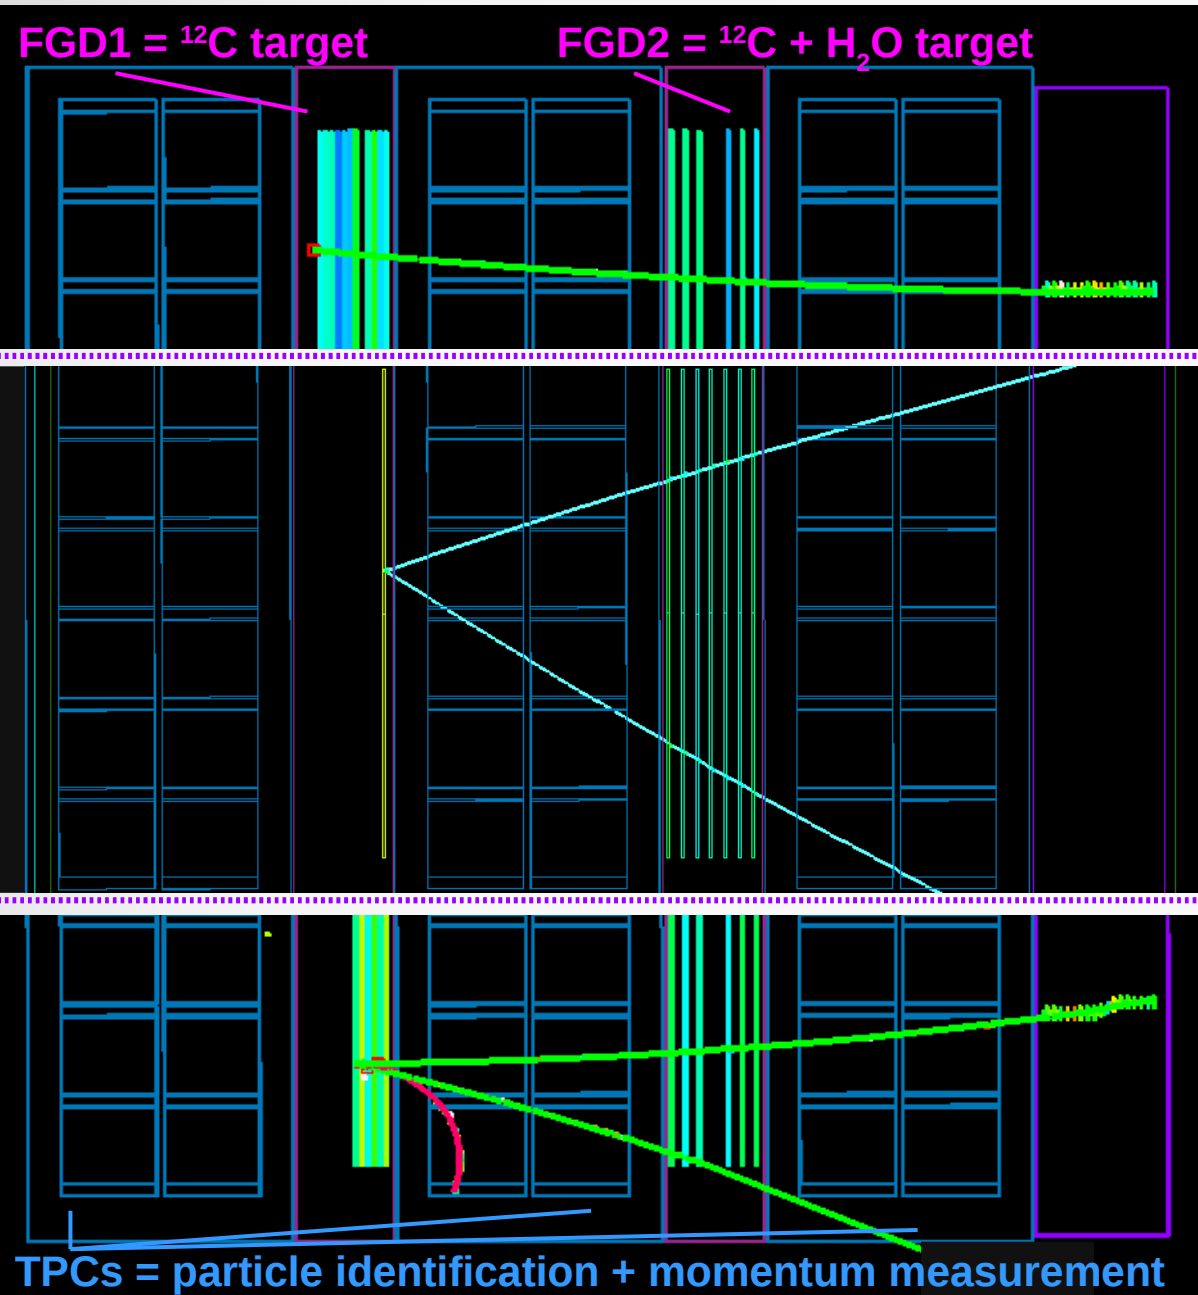 FGD1 = ¹²C target
FGD2 = ¹²C + H₂O target
TPCs = particle identification + momentum measurement